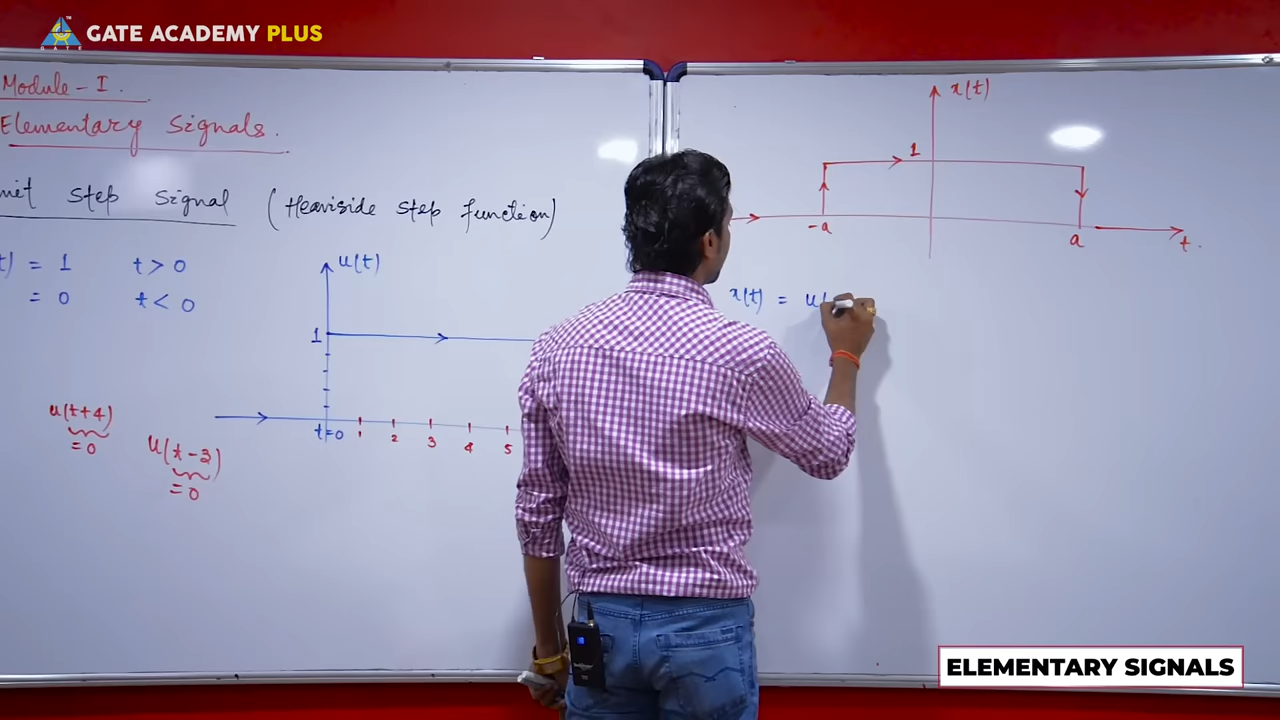 GATE ACADEMY PLUS
GATE
Module - I.
Elementary Signals.
Step Signal (Heaviside Step function)
= 1 t > 0
= 0 t < 0
u(t)
1
t=0 1 2 3 4 5
u(t+4)
= 0
u(t-3)
= 0
x(t)
1
-a a t.
x(t) = u(
ELEMENTARY SIGNALS